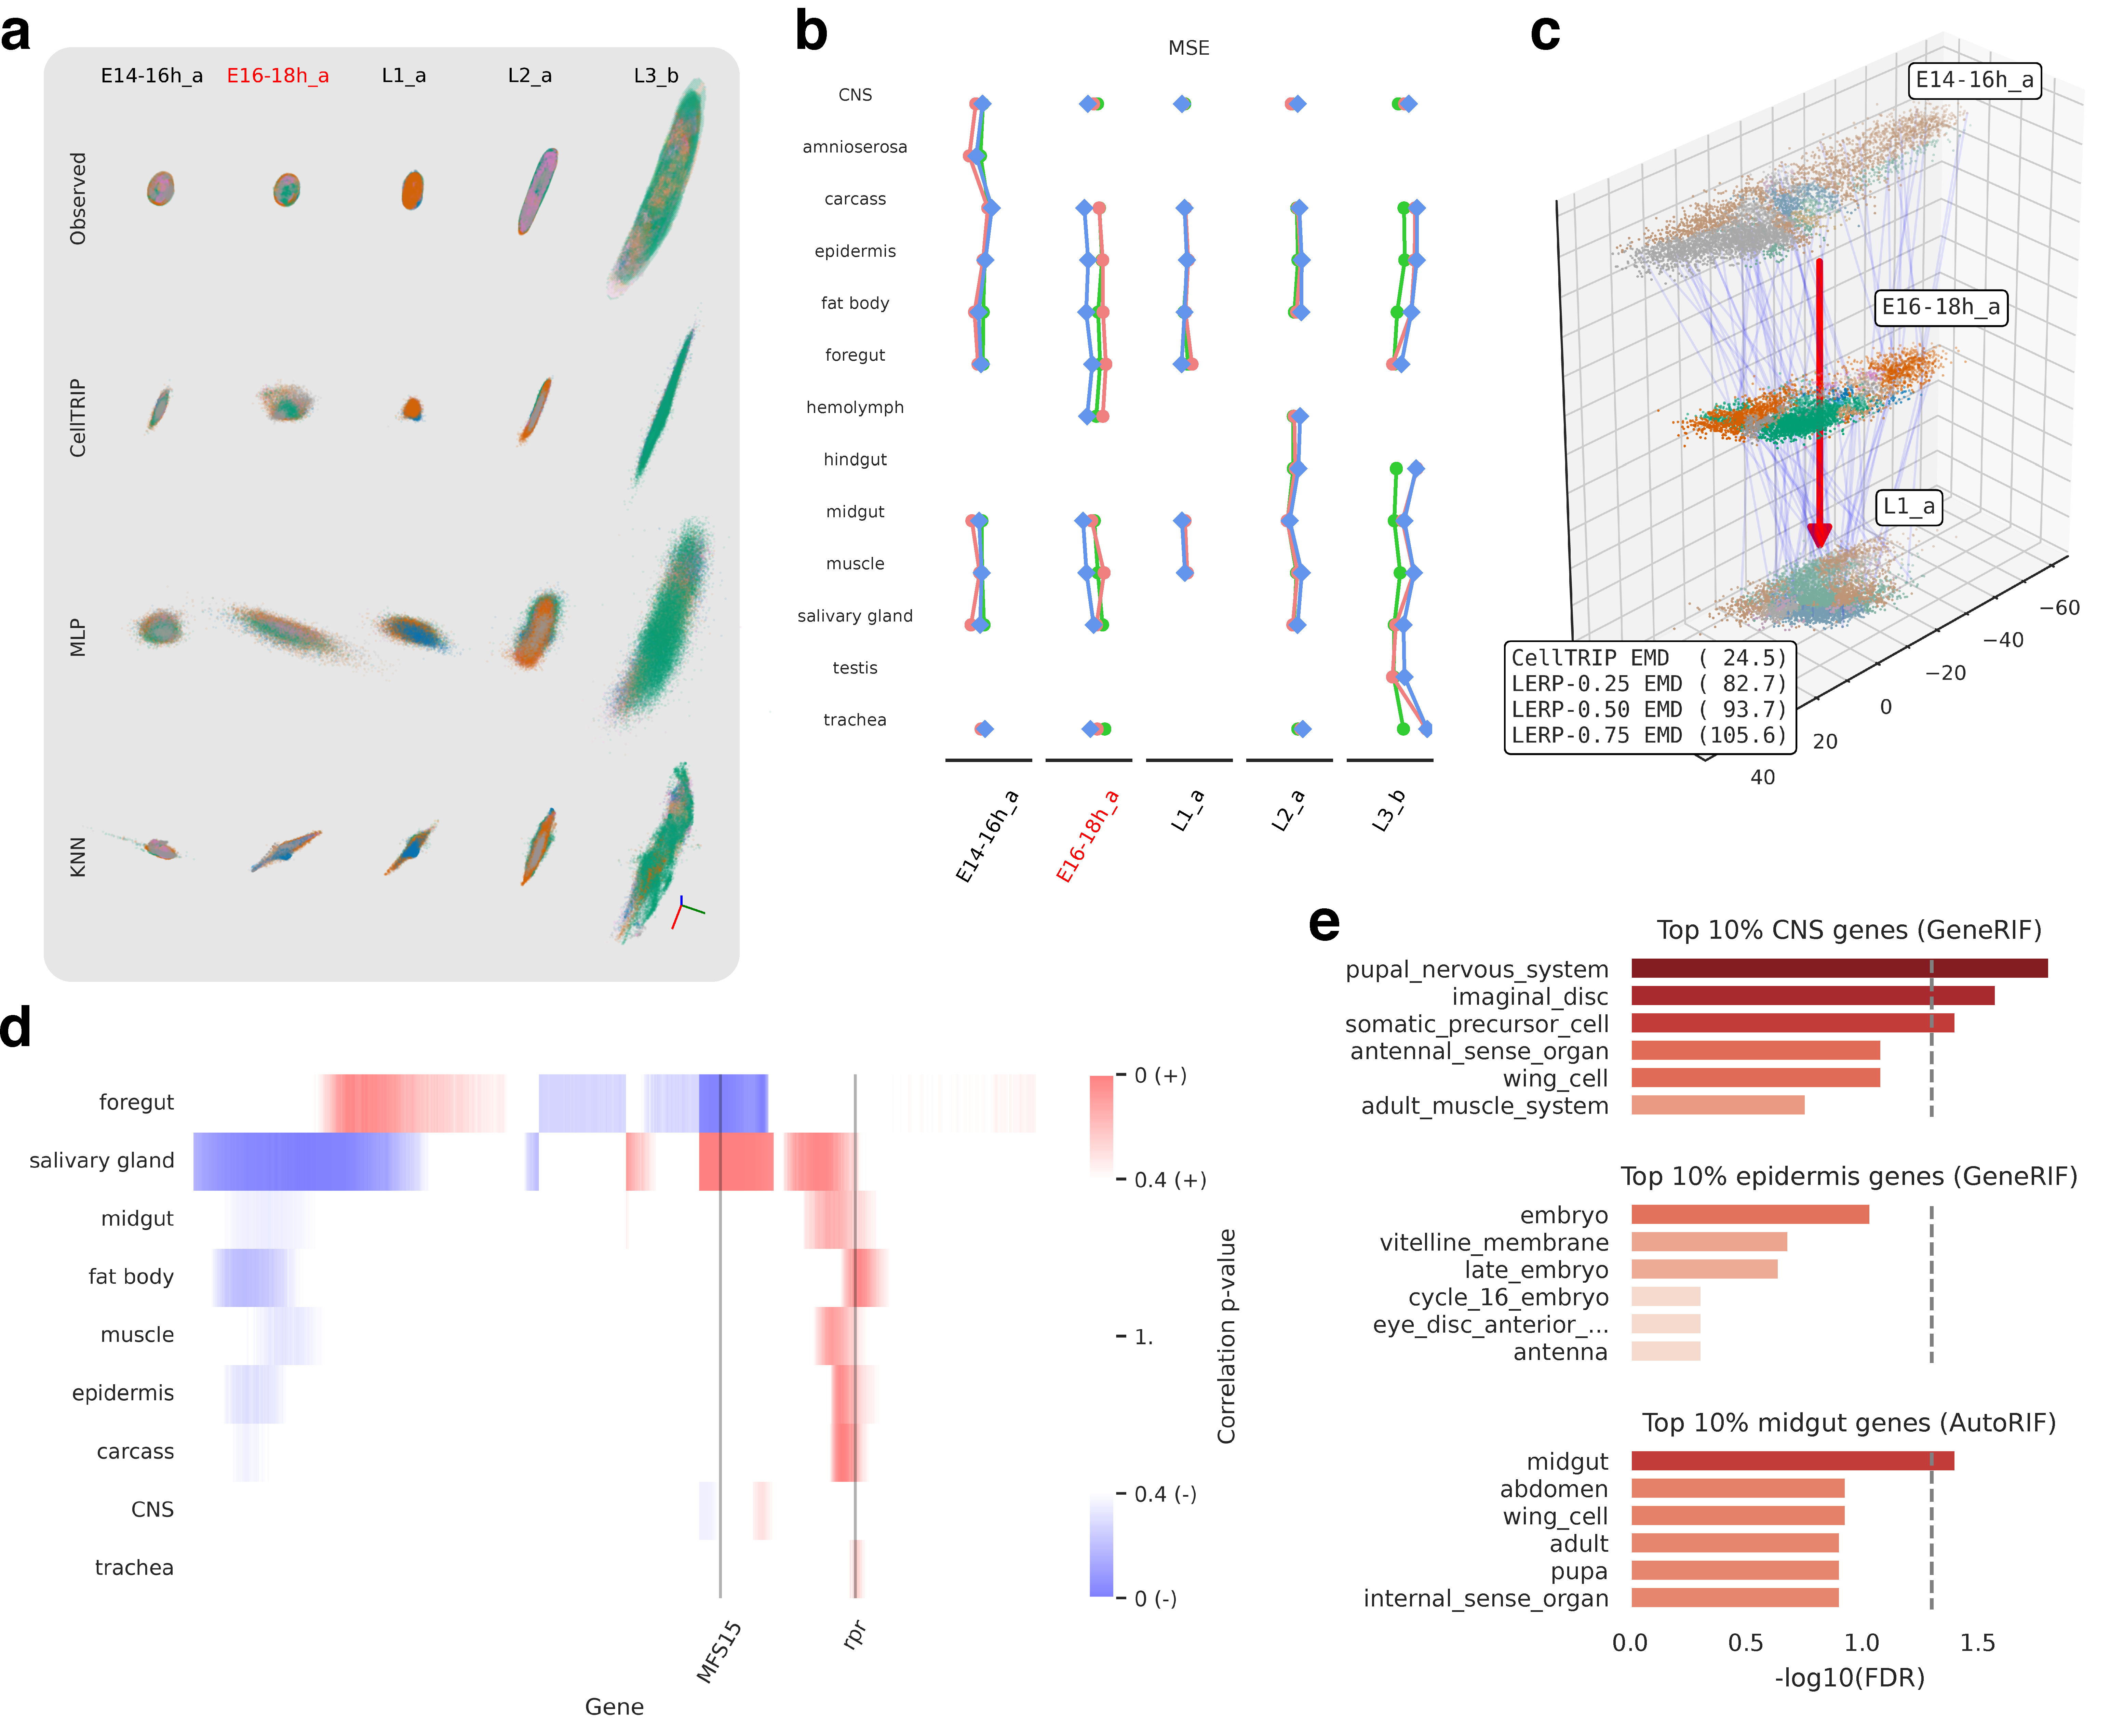 a
E14-16h_a
E16-18h_a
L1_a
L2_a
L3_b
Observed
CellTRIP
MLP
KNN
b
MSE
CNS
amnioserosa
carcass
epidermis
fat body
foregut
hemolymph
hindgut
midgut
muscle
salivary gland
testis
trachea
E14-16h_a
E16-18h_a
L1_a
L2_a
L3_b
c
E14-16h_a
E16-18h_a
L1_a
CellTRIP EMD ( 24.5)
LERP-0.25 EMD ( 82.7)
LERP-0.50 EMD ( 93.7)
LERP-0.75 EMD (105.6)
−60
−40
−20
0
20
40
d
foregut
salivary gland
midgut
fat body
muscle
epidermis
carcass
CNS
trachea
MFS15
rpr
Gene
0 (+)
0.4 (+)
1.
0.4 (-)
0 (-)
Correlation p-value
e
Top 10% CNS genes (GeneRIF)
pupal_nervous_system
imaginal_disc
somatic_precursor_cell
antennal_sense_organ
wing_cell
adult_muscle_system
Top 10% epidermis genes (GeneRIF)
embryo
vitelline_membrane
late_embryo
cycle_16_embryo
eye_disc_anterior_...
antenna
Top 10% midgut genes (AutoRIF)
midgut
abdomen
wing_cell
adult
pupa
internal_sense_organ
0.0 0.5 1.0 1.5
-log10(FDR)